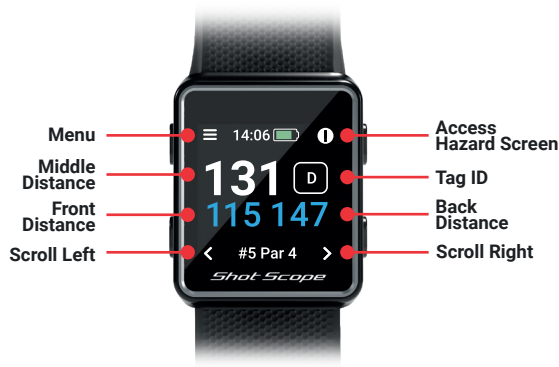 Menu
Middle
Distance
Front
Distance
Scroll Left
14:06
131
D
115 147
#5 Par 4
Shot Scope
Access
Hazard Screen
Tag ID
Back
Distance
Scroll Right